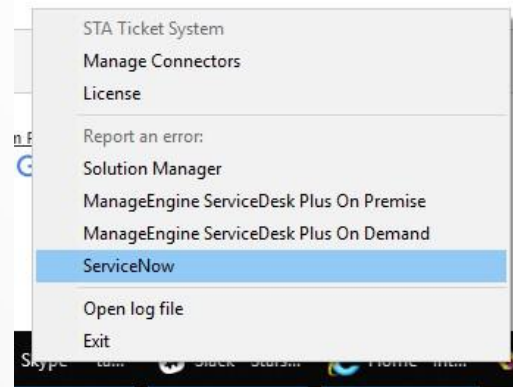 STA Ticket System
Manage Connectors
License
Report an error:
Solution Manager
ManageEngine ServiceDesk Plus On Premise
ManageEngine ServiceDesk Plus On Demand
ServiceNow
Open log file
Exit
Skype
Slack
Home